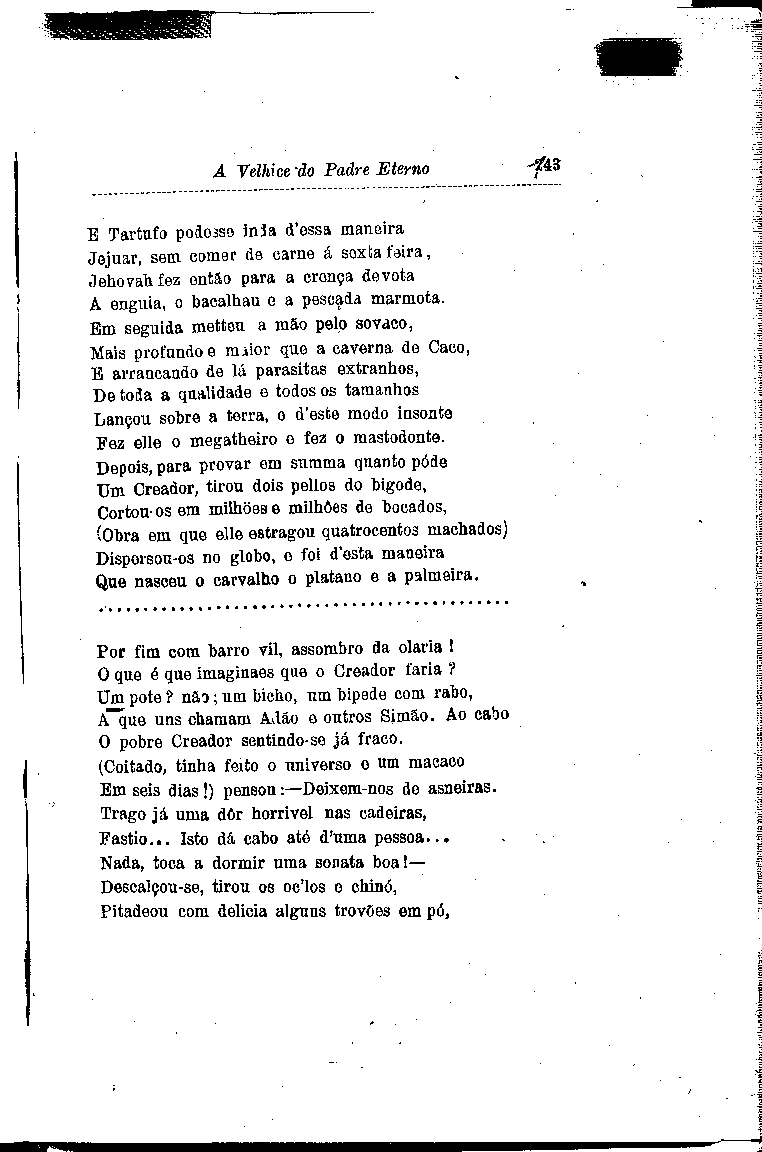 A Velhice do Padre Eterno 143
E Tartufo podesse inda d'essa maneira
Jejuar, sem comer de carne á sexta feira,
Jehovah fez então para a crença devota
A enguia, o bacalhau e a pescada marmota.
Em seguida metteu a mão pelo sovaco,
Mais profundo e maior que a caverna de Caco,
E arrancando de lá parasitas extranhos,
De toda a qualidade e todos os tamanhos
Lançou sobre a terra, e d'este modo insonte
Fez elle o megatheiro e fez o mastodonte.
Depois, para provar em summa quanto póde
Um Creador, tirou dois pellos do bigode,
Cortou-os em milhões e milhões de bocados,
(Obra em que elle estragou quatrocentos machados)
Dispersou-os no globo, e foi d'esta maneira
Que nasceu o carvalho o platano e a palmeira.
..........................................
Por fim com barro vil, assombro da olaria!
O que é que imaginaes que o Creador faria?
Um pote? não; um bicho, um bipede com rabo,
A que uns chamam Adão e outros Simão. Ao cabo
O pobre Creador sentindo-se já fraco.
(Coitado, tinha feito o universo e um macaco
Em seis dias!) pensou:—Deixem-nos de asneiras.
Trago já uma dôr horrivel nas cadeiras,
Fastio... Isto dá cabo até d'uma pessoa...
Nada, toca a dormir uma sonata boa!—
Descalçou-se, tirou os oc'los e chinó,
Pitadeou com delicia alguns trovões em pó,